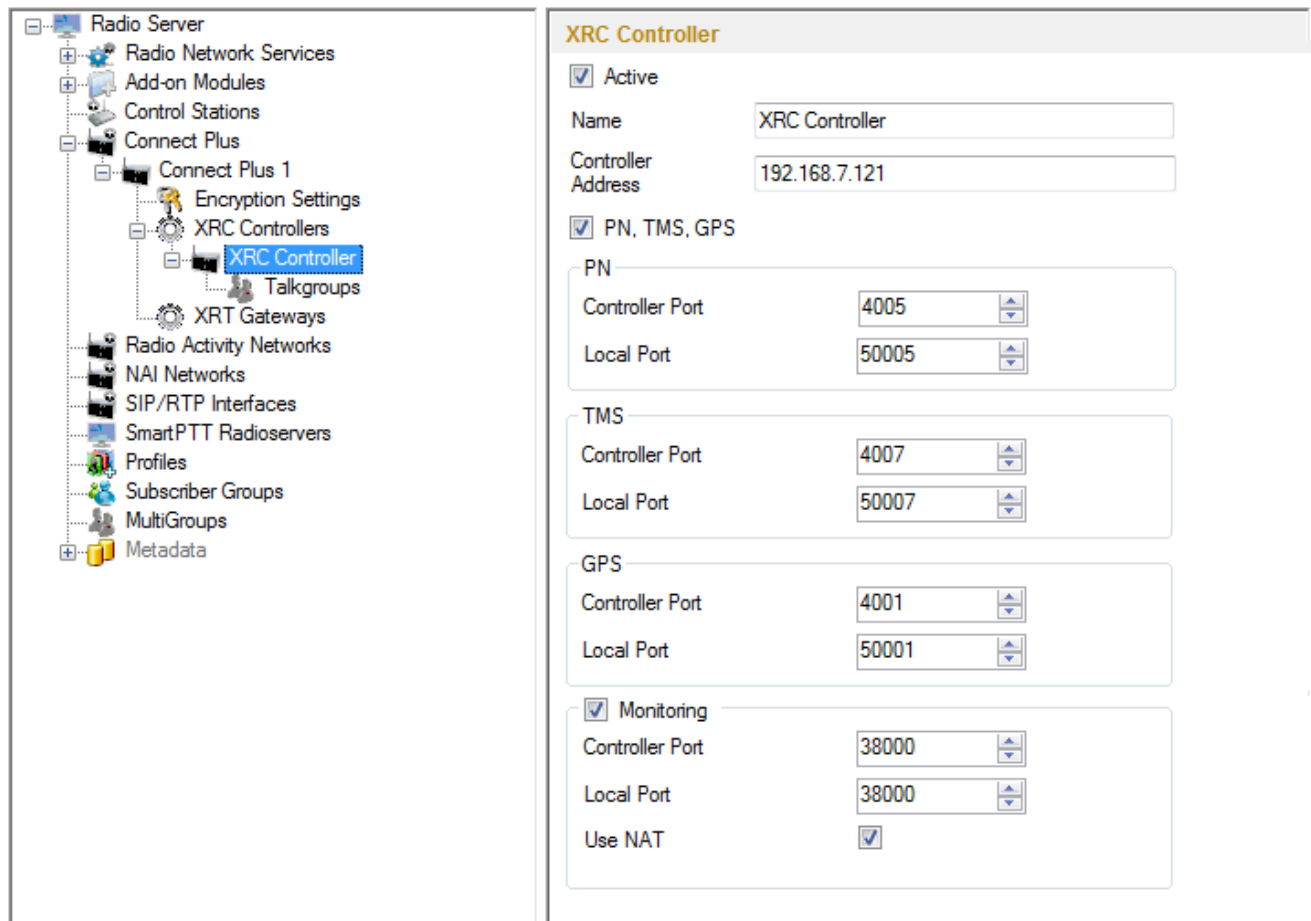 Radio Server
Radio Network Services
Add-on Modules
Control Stations
Connect Plus
Connect Plus 1
Encryption Settings
XRC Controllers
XRC Controller
Talkgroups
XRT Gateways
Radio Activity Networks
NAI Networks
SIP/RTP Interfaces
SmartPTT Radioservers
Profiles
Subscriber Groups
MultiGroups
Metadata
XRC Controller
Active
Name XRC Controller
Controller
Address 192.168.7.121
PN, TMS, GPS
PN
Controller Port 4005
Local Port 50005
TMS
Controller Port 4007
Local Port 50007
GPS
Controller Port 4001
Local Port 50001
Monitoring
Controller Port 38000
Local Port 38000
Use NAT